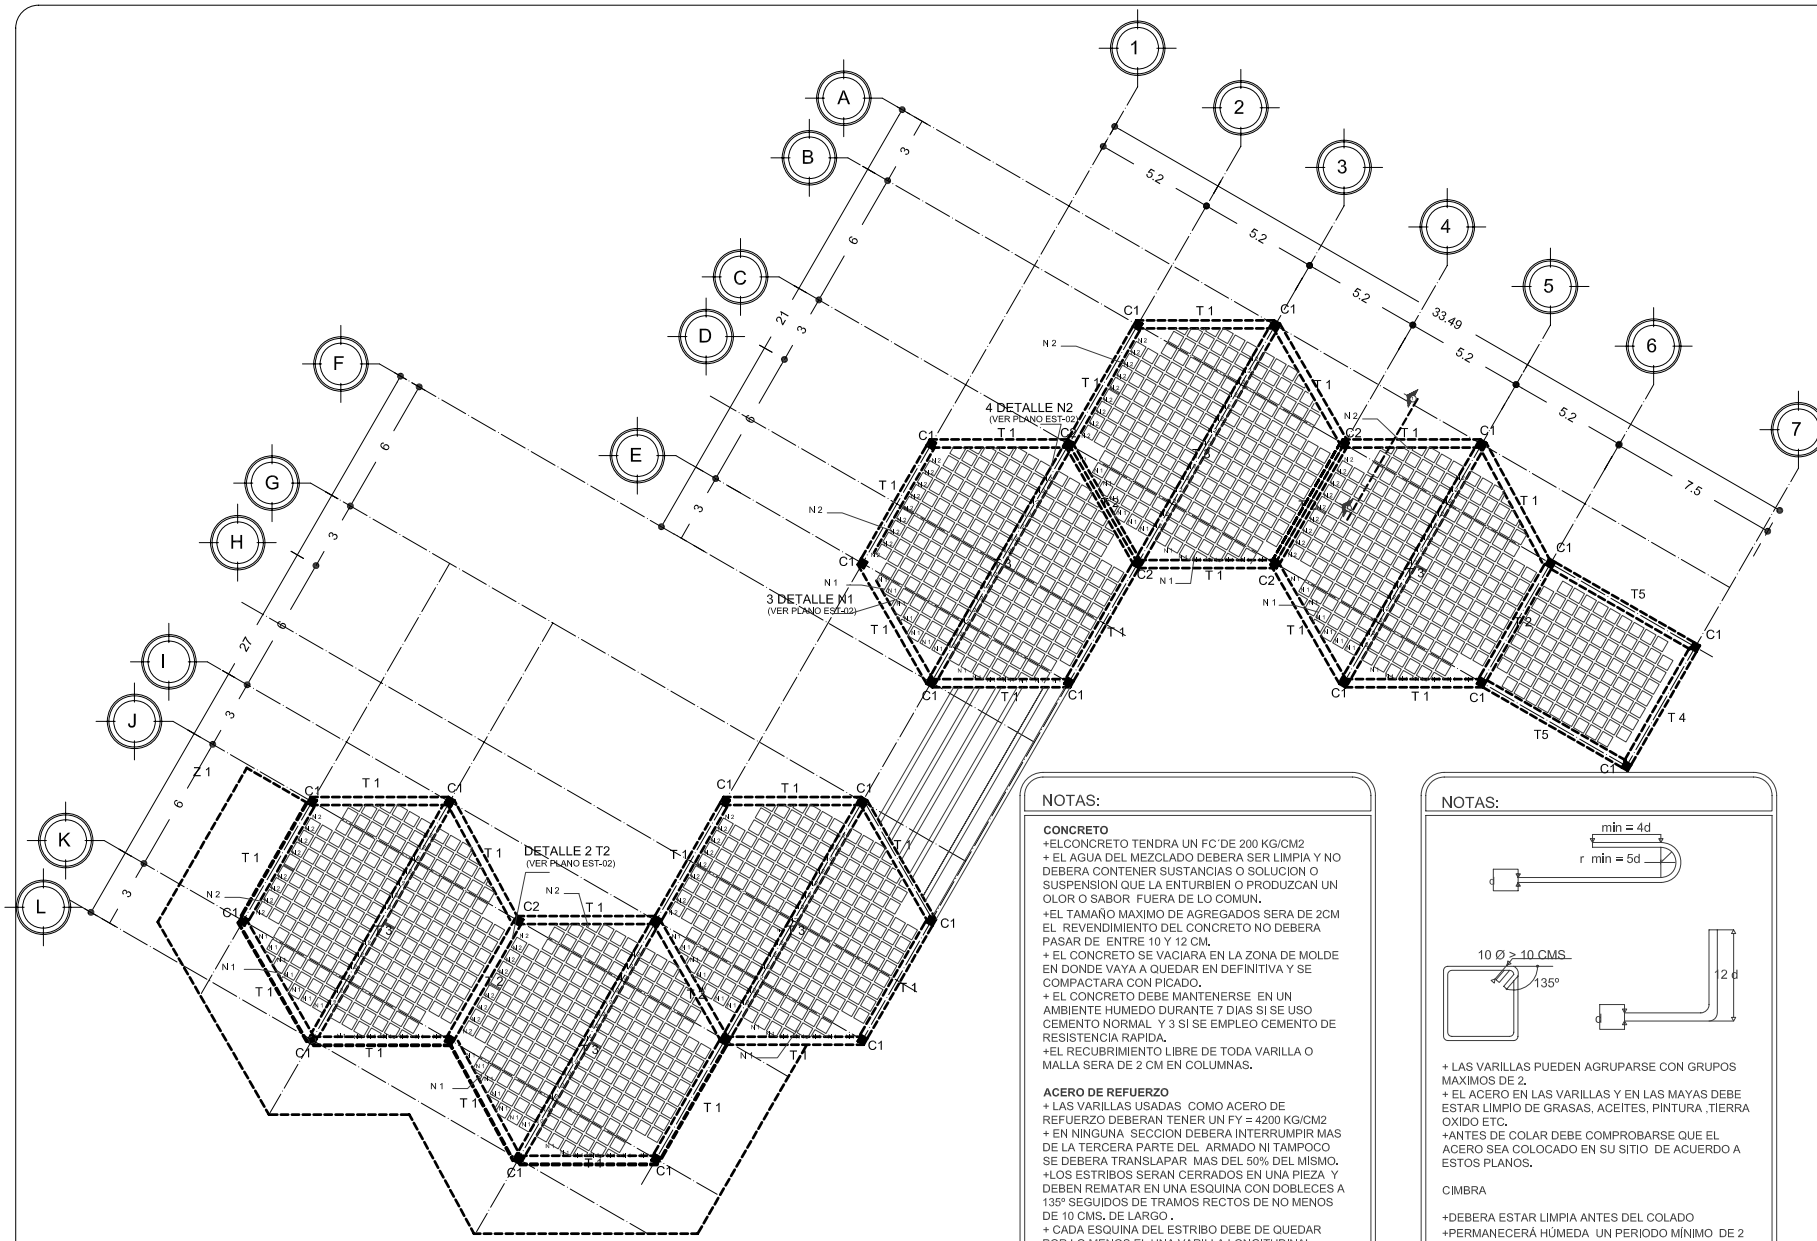 1
2
3
4
5
6
7
A
B
C
D
E
F
G
H
I
J
K
L
3
6
21
3
6
3
6
3
27
6
3
6
3
5.2
5.2
5.2
33.49
5.2
5.2
7.5
C1
T 1
C1
N 2
T 1
T 1
4 DETALLE N2
(VER PLANO EST-02)
C1
T 1
C2
N 2
T 1
C1
T 1
N 2
T 1
C1
N 1
3 DETALLE N1
(VER PLANO EST-02)
T 1
C2
N 1
T 1
C2
C1
T 1
C1
T 1
N 1
T 1
C1
T 1
C1
T5
C1
T 4
T5
C1
Z 1
C1
T 1
C1
T 1
T 1
N 2
C1
N 1
T 1
C1
T 1
DETALLE 2 T2
(VER PLANO EST-02)
N 2
C2
T 1
C1
T 1
T 1
C1
T 1
N 1
T 1
C1
N 1
T 1
T 1
C1
T 1
C1
NOTAS:
CONCRETO
+ELCONCRETO TENDRA UN FC´DE 200 KG/CM2
+ EL AGUA DEL MEZCLADO DEBERA SER LIMPIA Y NO
DEBERA CONTENER SUSTANCIAS O SOLUCION O
SUSPENSION QUE LA ENTURBIEN O PRODUZCAN UN
OLOR O SABOR FUERA DE LO COMUN.
+EL TAMAÑO MAXIMO DE AGREGADOS SERA DE 2CM
EL REVENDIMIENTO DEL CONCRETO NO DEBERA
PASAR DE ENTRE 10 Y 12 CM.
+ EL CONCRETO SE VACIARA EN LA ZONA DE MOLDE
EN DONDE VAYA A QUEDAR EN DEFINITIVA Y SE
COMPACTARA CON PICADO.
+ EL CONCRETO DEBE MANTENERSE EN UN
AMBIENTE HUMEDO DURANTE 7 DIAS SI SE USO
CEMENTO NORMAL Y 3 SI SE EMPLEO CEMENTO DE
RESISTENCIA RAPIDA.
+EL RECUBRIMIENTO LIBRE DE TODA VARILLA O
MALLA SERA DE 2 CM EN COLUMNAS.
ACERO DE REFUERZO
+ LAS VARILLAS USADAS COMO ACERO DE
REFUERZO DEBERAN TENER UN FY = 4200 KG/CM2
+ EN NINGUNA SECCION DEBERA INTERRUMPIR MAS
DE LA TERCERA PARTE DEL ARMADO NI TAMPOCO
SE DEBERA TRANSLAPAR MAS DEL 50% DEL MISMO.
+LOS ESTRIBOS SERAN CERRADOS EN UNA PIEZA Y
DEBEN REMATAR EN UNA ESQUINA CON DOBLECES A
135º SEGUIDOS DE TRAMOS RECTOS DE NO MENOS
DE 10 CMS. DE LARGO .
+ CADA ESQUINA DEL ESTRIBO DEBE DE QUEDAR
NOTAS:
min = 4d
r min = 5d
d
10 Ø > 10 CMS
135º
12 d
d
+ LAS VARILLAS PUEDEN AGRUPARSE CON GRUPOS
MAXIMOS DE 2.
+ EL ACERO EN LAS VARILLAS Y EN LAS MAYAS DEBE
ESTAR LIMPIO DE GRASAS, ACEITES, PINTURA ,TIERRA
OXIDO ETC.
+ANTES DE COLAR DEBE COMPROBARSE QUE EL
ACERO SEA COLOCADO EN SU SITIO DE ACUERDO A
ESTOS PLANOS.
CIMBRA
+DEBERA ESTAR LIMPIA ANTES DEL COLADO
+PERMANECERÁ HÚMEDA UN PERIODO MÍNIMO DE 2